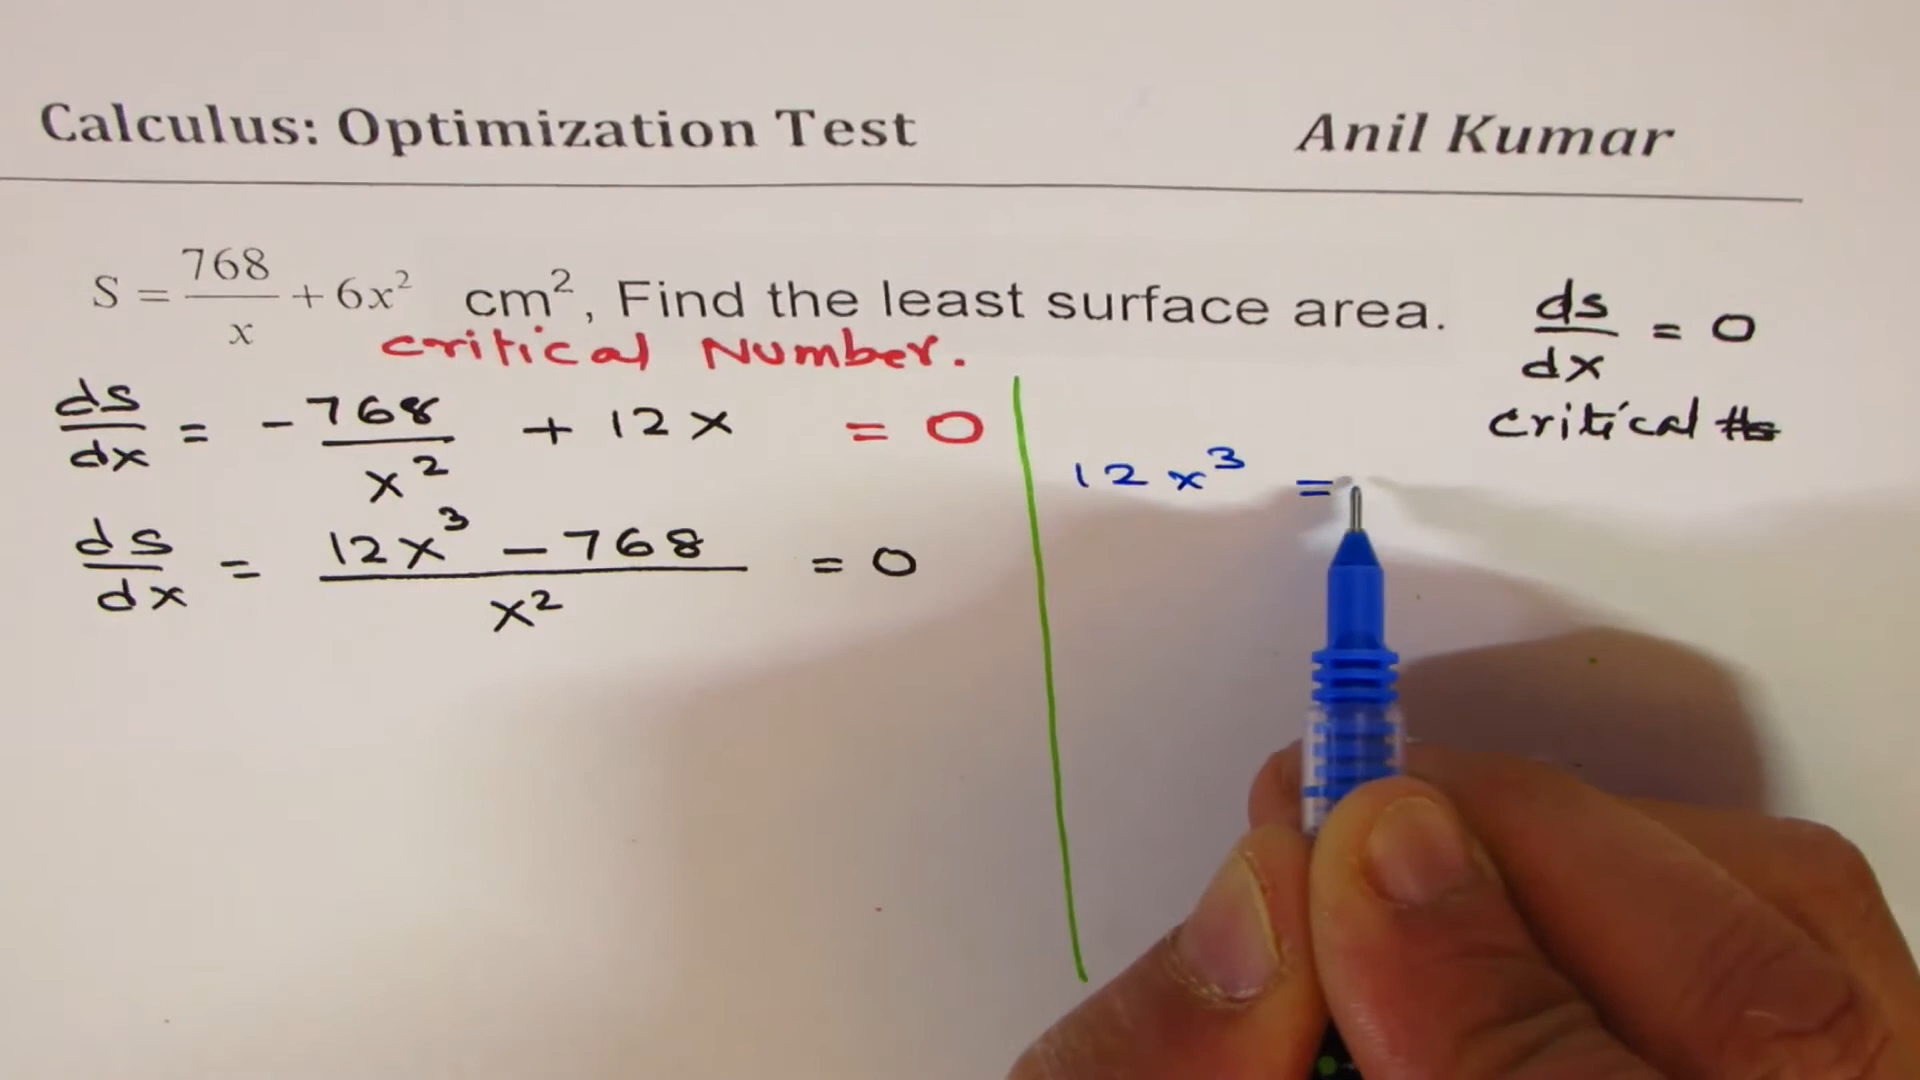 Calculus: Optimization Test Anil Kumar
S = 768/x + 6x² cm², Find the least surface area.
ds/dx = 0
critical #s
critical Number.
ds/dx = -768/x² + 12x = 0
ds/dx = 12x³ - 768/x² = 0
12x³ =